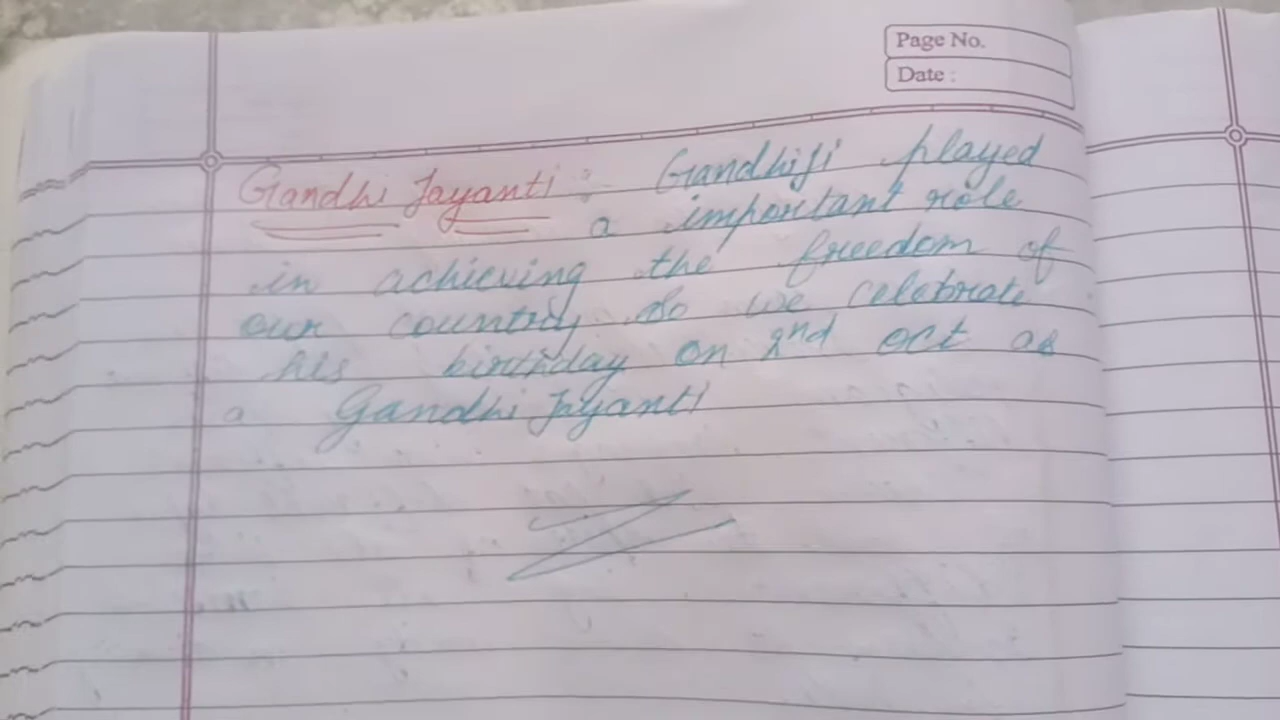 Page No.
Date :
Gandhi Jayanti :- Gandhiji played
a important role
in achieving the freedom of
our country so we celebrate
his birthday on 2nd oct as
a Gandhi Jayanti